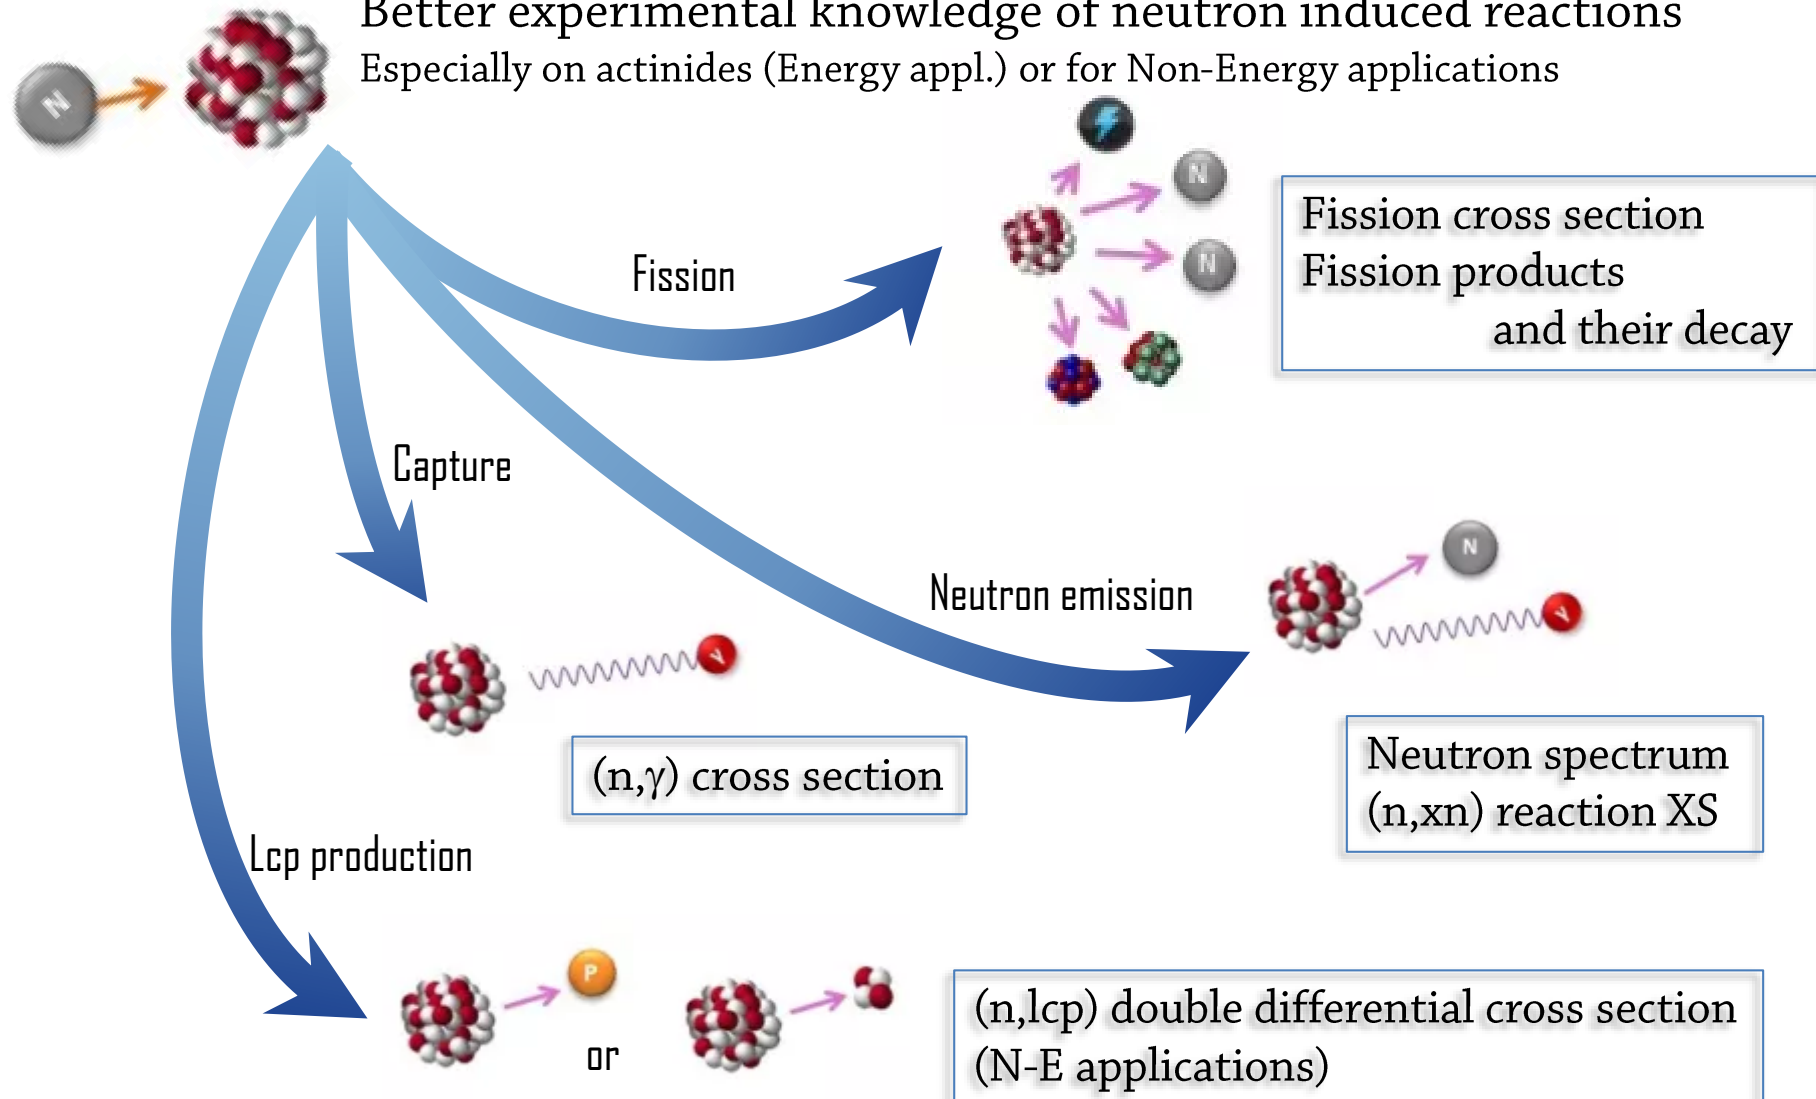 Better experimental knowledge of neutron induced reactions
Especially on actinides (Energy appl.) or for Non-Energy applications
N
N
N
Fission cross section
Fission products
and their decay
Fission
Capture
N
Neutron emission
γ
γ
(n,γ) cross section
Neutron spectrum
(n,xn) reaction XS
Lcp production
P
or
(n,lcp) double differential cross section
(N-E applications)